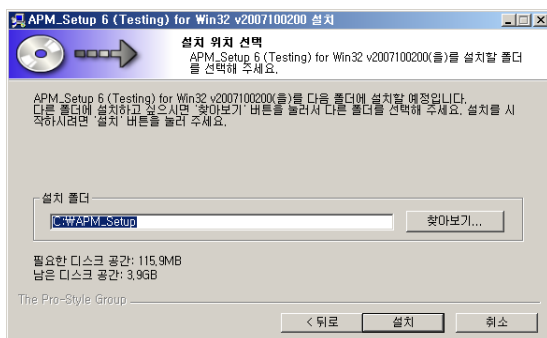 APM_Setup 6 (Testing) for Win32 v2007100200 설치
설치 위치 선택
APM_Setup 6 (Testing) for Win32 v2007100200(을)를 설치할 폴더
를 선택해 주세요.
APM_Setup 6 (Testing) for Win32 v2007100200(을)를 다음 폴더에 설치할 예정입니다.
다른 폴더에 설치하고 싶으시면 '찾아보기' 버튼을 눌러서 다른 폴더를 선택해 주세요. 설치를 시
작하시려면 '설치' 버튼을 눌러 주세요.
설치 폴더
C:₩APM_Setup
찾아보기...
필요한 디스크 공간: 115.9MB
남은 디스크 공간: 3.9GB
The Pro-Style Group
< 뒤로
설치
취소